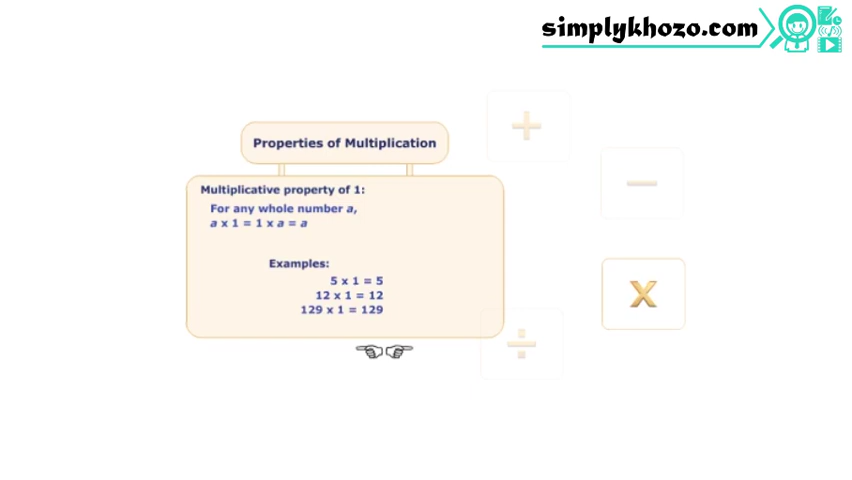 simplykhozo.com
Properties of Multiplication
Multiplicative property of 1:
For any whole number a,
a x 1 = 1 x a = a
Examples:
5 x 1 = 5
12 x 1 = 12
129 x 1 = 129
+
−
x
÷